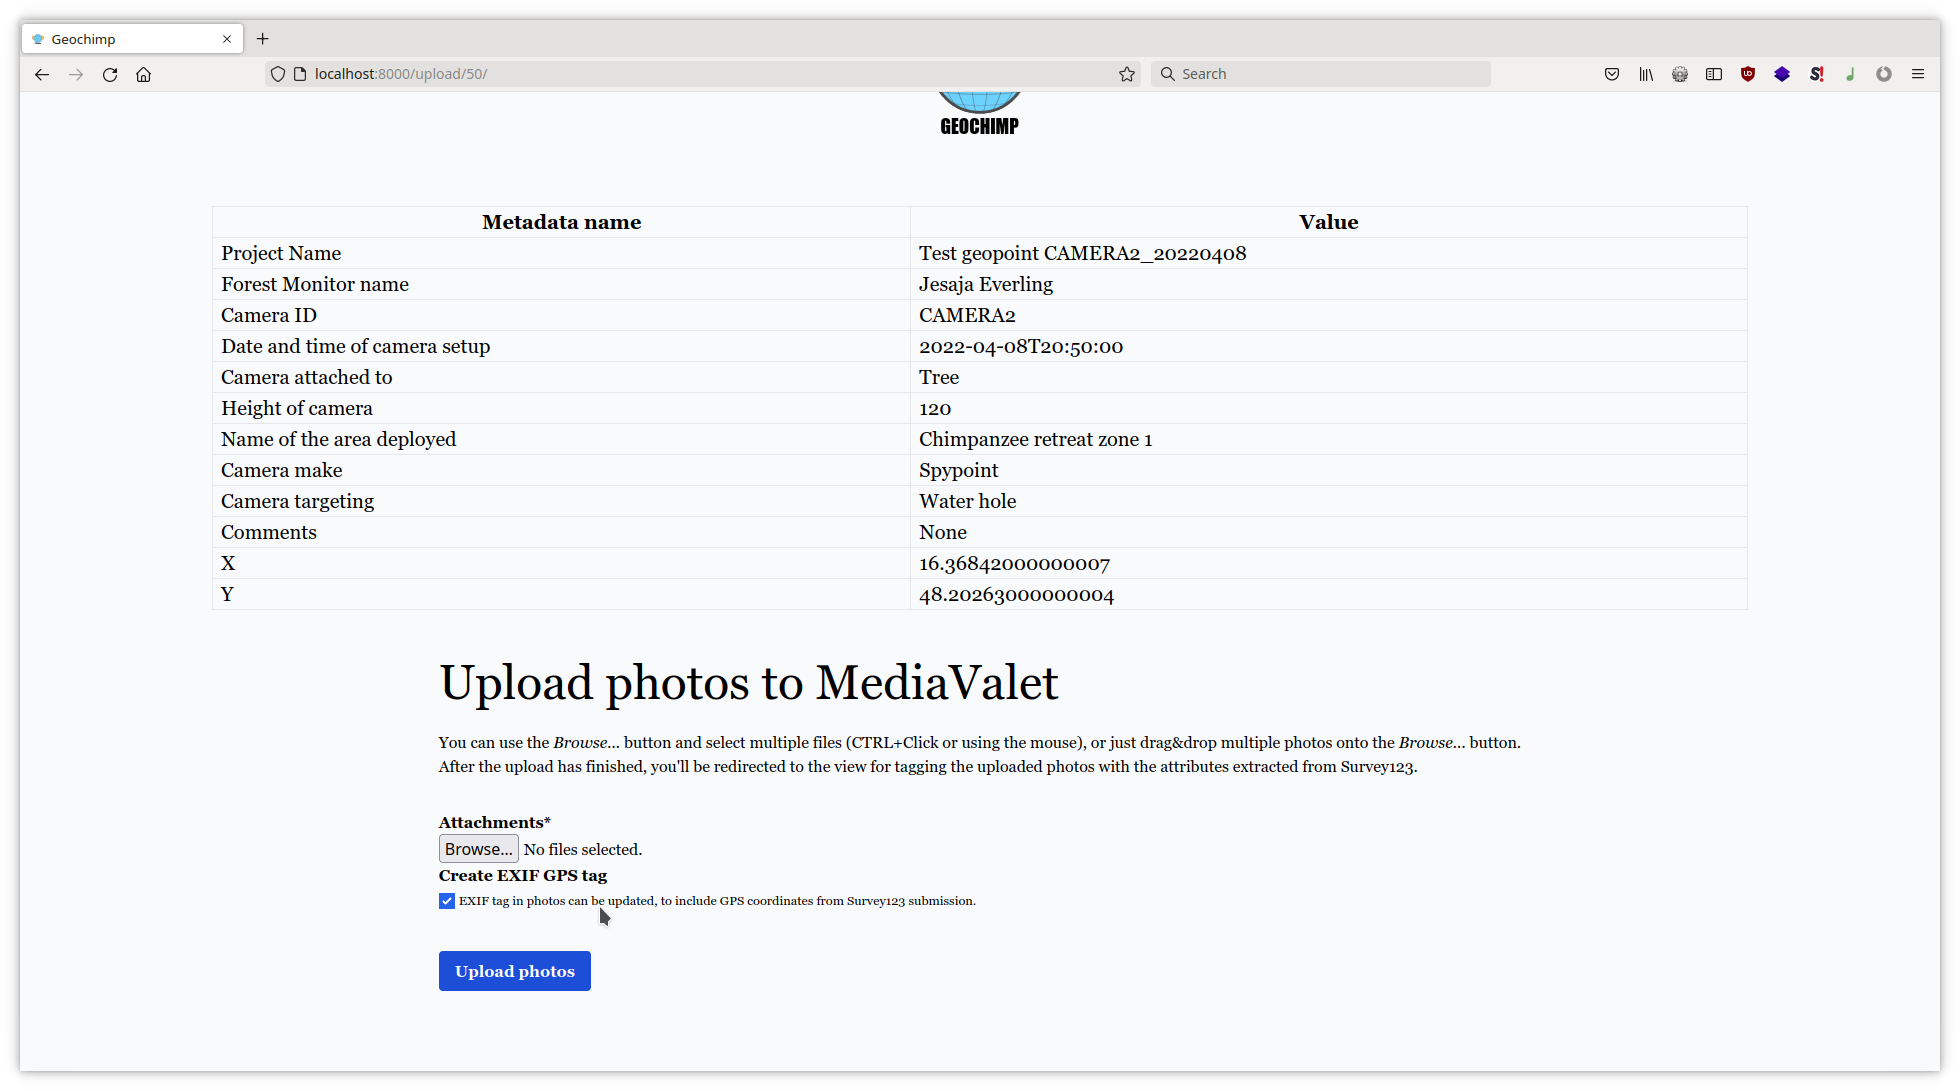 Geochimp
localhost:8000/upload/50/
Search
GEOCHIMP
Metadata name Value
Project Name Test geopoint CAMERA2_20220408
Forest Monitor name Jesaja Everling
Camera ID CAMERA2
Date and time of camera setup 2022-04-08T20:50:00
Camera attached to Tree
Height of camera 120
Name of the area deployed Chimpanzee retreat zone 1
Camera make Spypoint
Camera targeting Water hole
Comments None
X 16.36842000000007
Y 48.20263000000004
Upload photos to MediaValet
You can use the Browse... button and select multiple files (CTRL+Click or using the mouse), or just drag&drop multiple photos onto the Browse... button.
After the upload has finished, you'll be redirected to the view for tagging the uploaded photos with the attributes extracted from Survey123.
Attachments*
Browse... No files selected.
Create EXIF GPS tag
EXIF tag in photos can be updated, to include GPS coordinates from Survey123 submission.
Upload photos